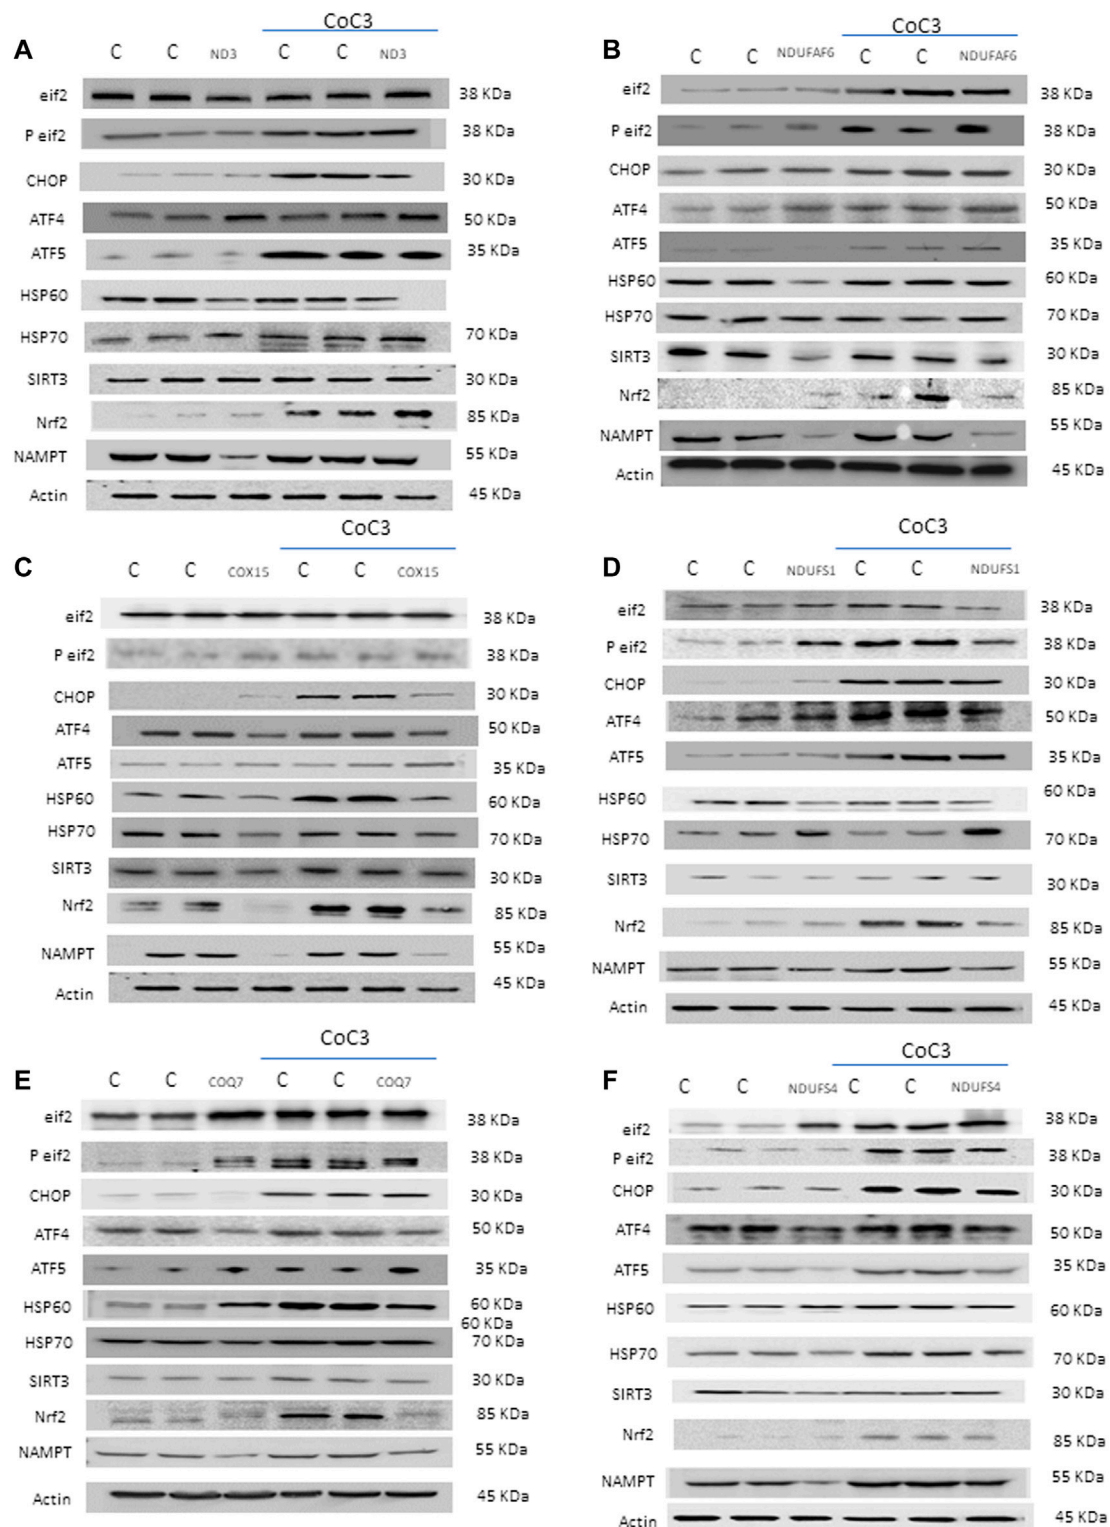 CoC3
A C C ND3 C C ND3
eif2 38 KDa
P eif2 38 KDa
CHOP 30 KDa
ATF4 50 KDa
ATF5 35 KDa
HSP60
HSP70 70 KDa
SIRT3 30 KDa
Nrf2 85 KDa
NAMPT 55 KDa
Actin 45 KDa
CoC3
B C C NDUFAF6 C C NDUFAF6
eif2 38 KDa
P eif2 38 KDa
CHOP 30 KDa
ATF4 50 KDa
ATF5 35 KDa
HSP60 60 KDa
HSP70 70 KDa
SIRT3 30 KDa
Nrf2 85 KDa
NAMPT 55 KDa
Actin 45 KDa
CoC3
C C C COX15 C C COX15
eif2 38 KDa
P eif2 38 KDa
CHOP 30 KDa
ATF4 50 KDa
ATF5 35 KDa
HSP60 60 KDa
HSP70 70 KDa
SIRT3 30 KDa
Nrf2 85 KDa
NAMPT 55 KDa
Actin 45 KDa
CoC3
D C C NDUFS1 C C NDUFS1
eif2 38 KDa
P eif2 38 KDa
CHOP 30 KDa
ATF4 50 KDa
ATF5 35 KDa
HSP60 60 KDa
HSP70 70 KDa
SIRT3 30 KDa
Nrf2 85 KDa
NAMPT 55 KDa
Actin 45 KDa
CoC3
E C C COQ7 C C COQ7
eif2 38 KDa
P eif2 38 KDa
CHOP 30 KDa
ATF4 50 KDa
ATF5 35 KDa
HSP60 60 KDa
60 KDa
HSP70 70 KDa
SIRT3 30 KDa
Nrf2 85 KDa
NAMPT 55 KDa
Actin 45 KDa
CoC3
F C C NDUFS4 C C NDUFS4
eif2 38 KDa
P eif2 38 KDa
CHOP 30 KDa
ATF4 50 KDa
ATF5 35 KDa
HSP60 60 KDa
HSP70 70 KDa
SIRT3 30 KDa
Nrf2 85 KDa
NAMPT 55 KDa
Actin 45 KDa